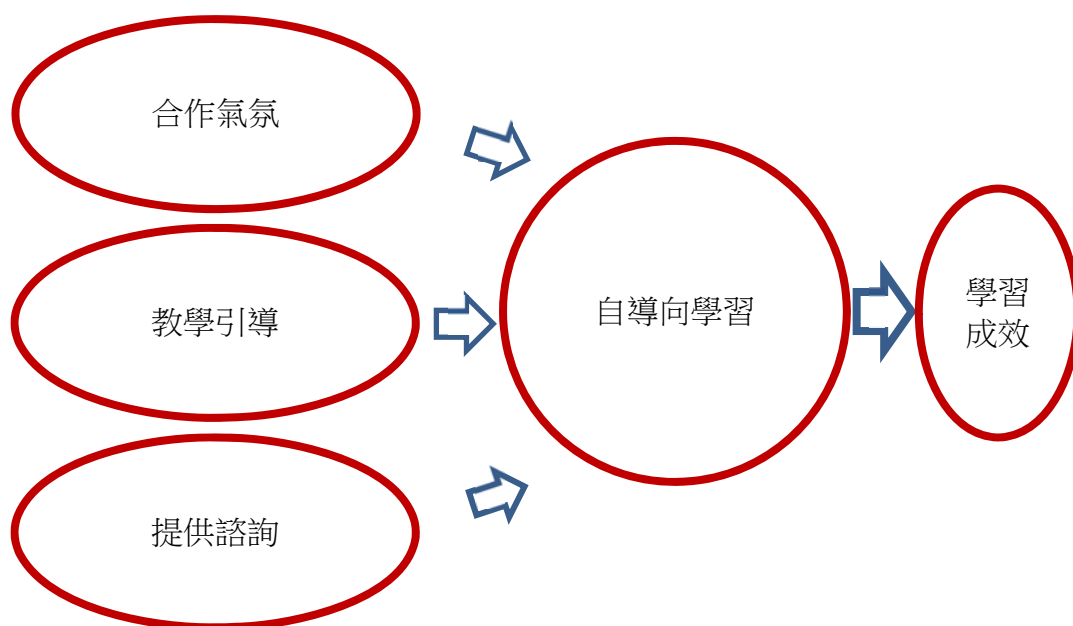 合作氣氛
教學引導
提供諮詢
自導向學習
學習
成效